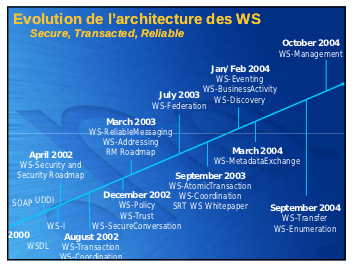 Evolution de l'architecture des WS
Secure, Transacted, Reliable
October 2004
WS-Management
Jan/Feb 2004
WS-Eventing
WS-BusinessActivity
WS-Discovery
July 2003
WS-Federation
March 2003
WS-ReliableMessaging
WS-Addressing
RM Roadmap
March 2004
WS-MetadataExchange
April 2002
WS-Security and
Security Roadmap
September 2003
WS-AtomicTransaction
WS-Coordination
SRT WS Whitepaper
SOAP UDDI
December 2002
WS-Policy
WS-Trust
WS-SecureConversation
September 2004
WS-Transfer
WS-Enumeration
2000
WSDL
WS-I
August 2002
WS-Transaction
WS-Coordination